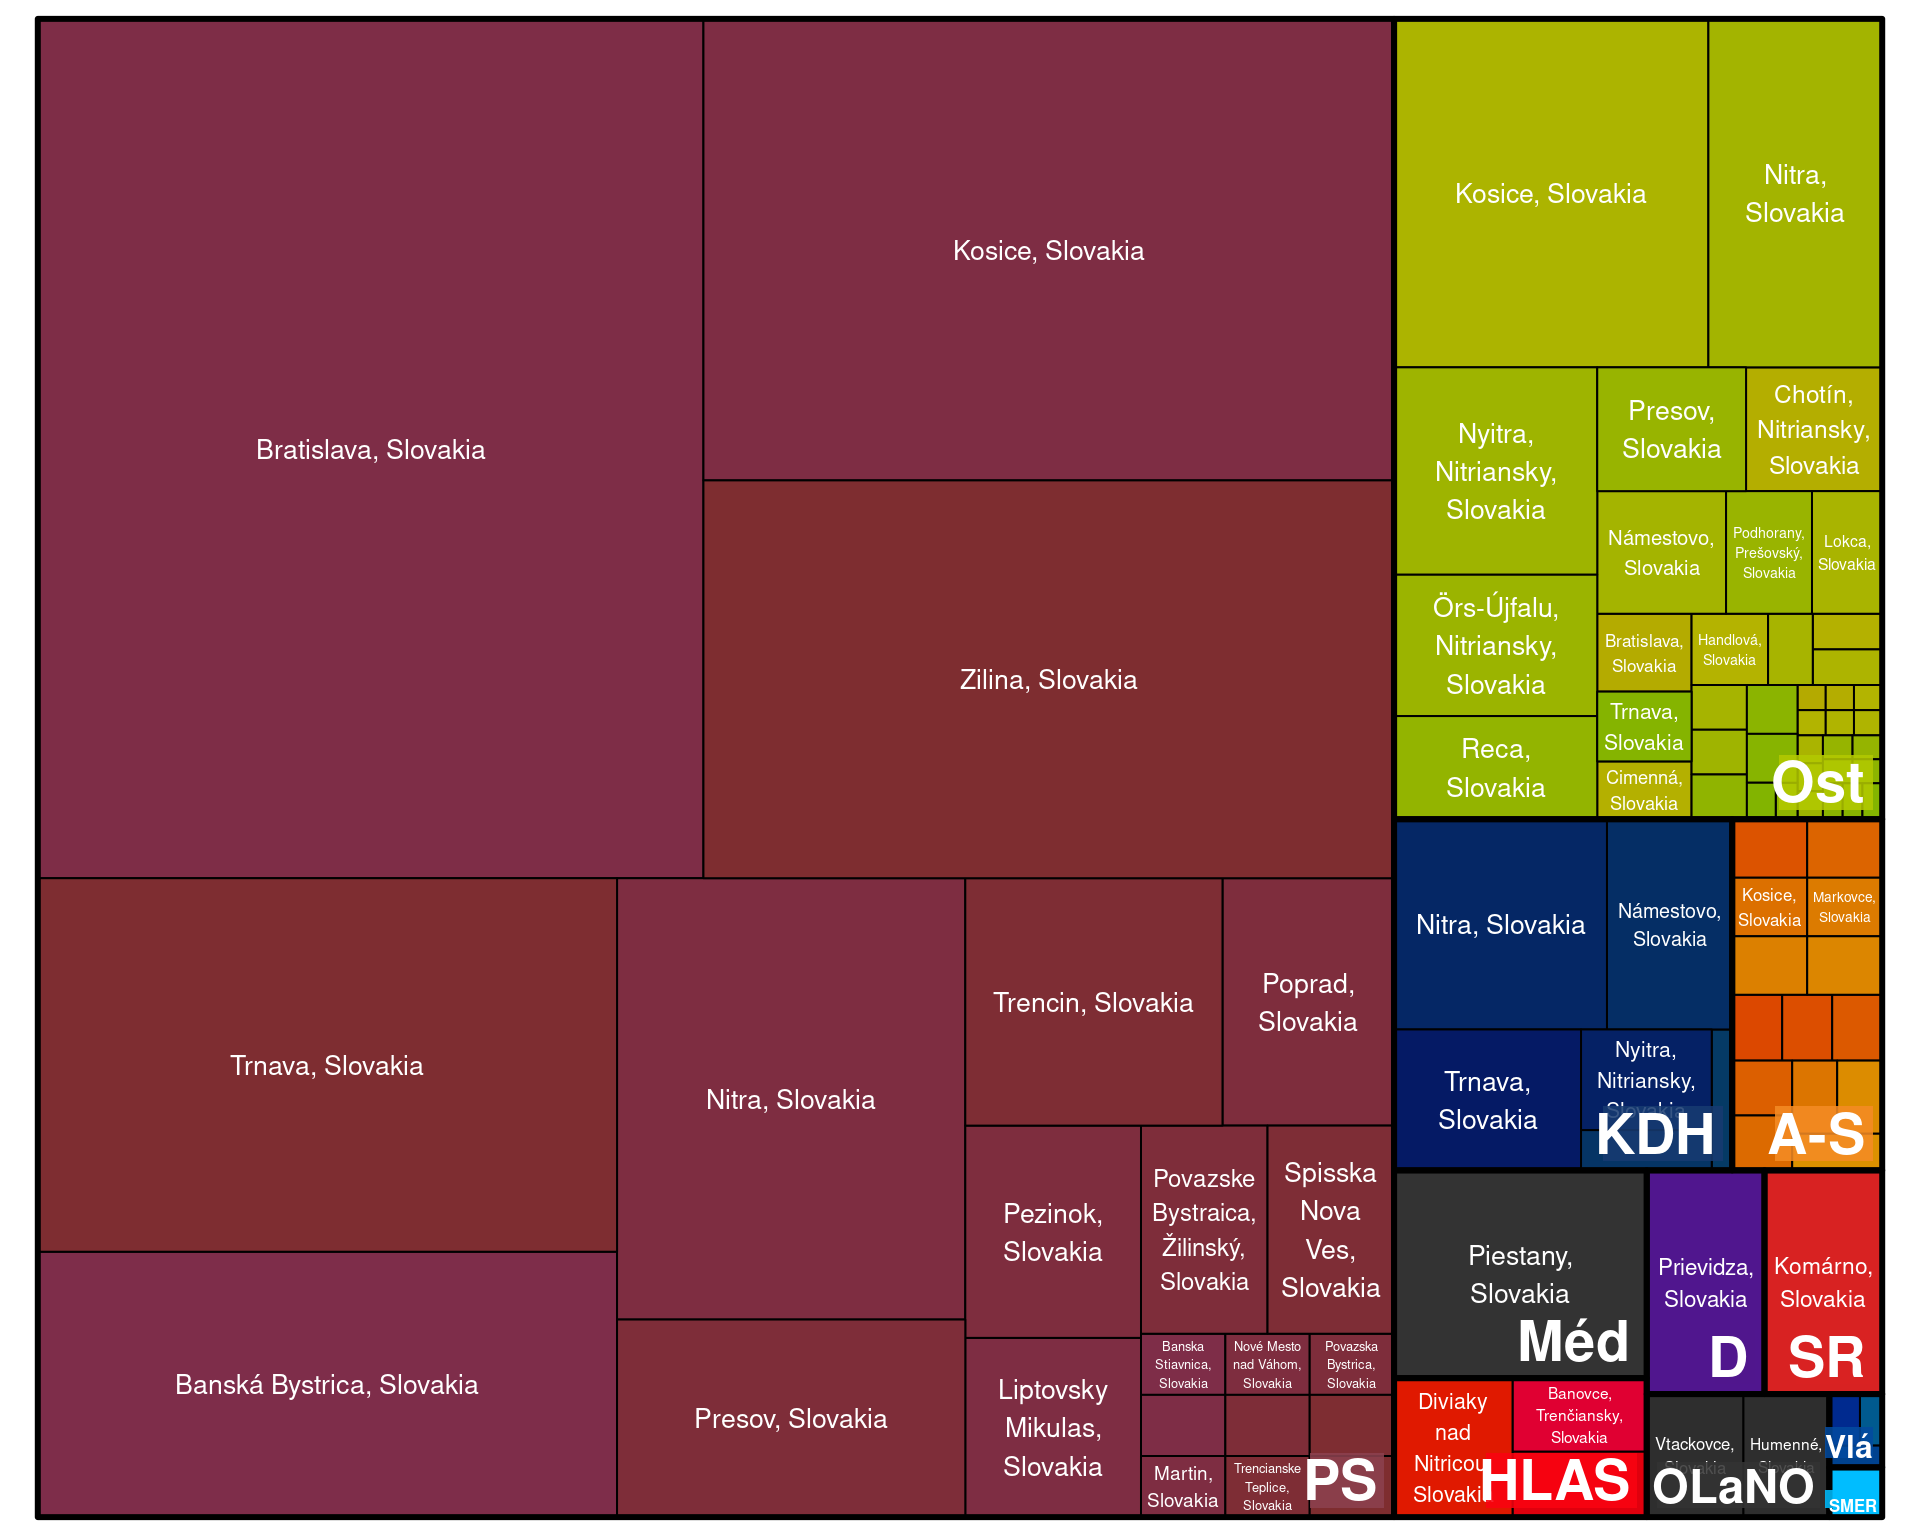 Bratislava, Slovakia
Kosice, Slovakia
Zilina, Slovakia
Trnava, Slovakia
Banská Bystrica, Slovakia
Nitra, Slovakia
Presov, Slovakia
Trencin, Slovakia
Poprad,
Slovakia
Pezinok,
Slovakia
Povazske
Bystraica,
Žilinský,
Slovakia
Spisska
Nova
Ves,
Slovakia
Liptovsky
Mikulas,
Slovakia
Banska
Stiavnica,
Slovakia
Nové Mesto
nad Váhom,
Slovakia
Povazska
Bystrica,
Slovakia
Martin,
Slovakia
Trencianske
Teplice,
Slovakia
PS
Kosice, Slovakia
Nitra,
Slovakia
Nyitra,
Nitriansky,
Slovakia
Presov,
Slovakia
Chotín,
Nitriansky,
Slovakia
Námestovo,
Slovakia
Podhorany,
Prešovský,
Slovakia
Lokca,
Slovakia
Örs-Újfalu,
Nitriansky,
Slovakia
Bratislava,
Slovakia
Handlová,
Slovakia
Reca,
Slovakia
Trnava,
Slovakia
Cimenná,
Slovakia
Ost
Nitra, Slovakia
Námestovo,
Slovakia
Trnava,
Slovakia
Nyitra,
Nitriansky,
Slovakia
KDH
Kosice,
Slovakia
Markovce,
Slovakia
A-S
Piestany,
Slovakia
Méd
Prievidza,
Slovakia
D
Komárno,
Slovakia
SR
Diviaky
nad
Nitricou
Slovakia
Banovce,
Trenčiansky,
Slovakia
HLAS
Vtackovce,
Slovakia
Humenné,
Slovakia
OLaNO
Vlá
SMER